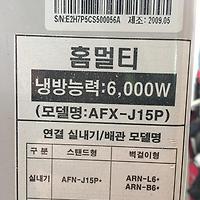 S/N:E2H7P5CS500056A 제조: 2009.05
홈멀티
냉방능력:6,000W
(모델명:AFX-J15P)
연결 실내기/배관 모델명
구 분 스탠드형 벽걸이형
실내기 AFN-J15P* ARN-L6*
ARN-B6*